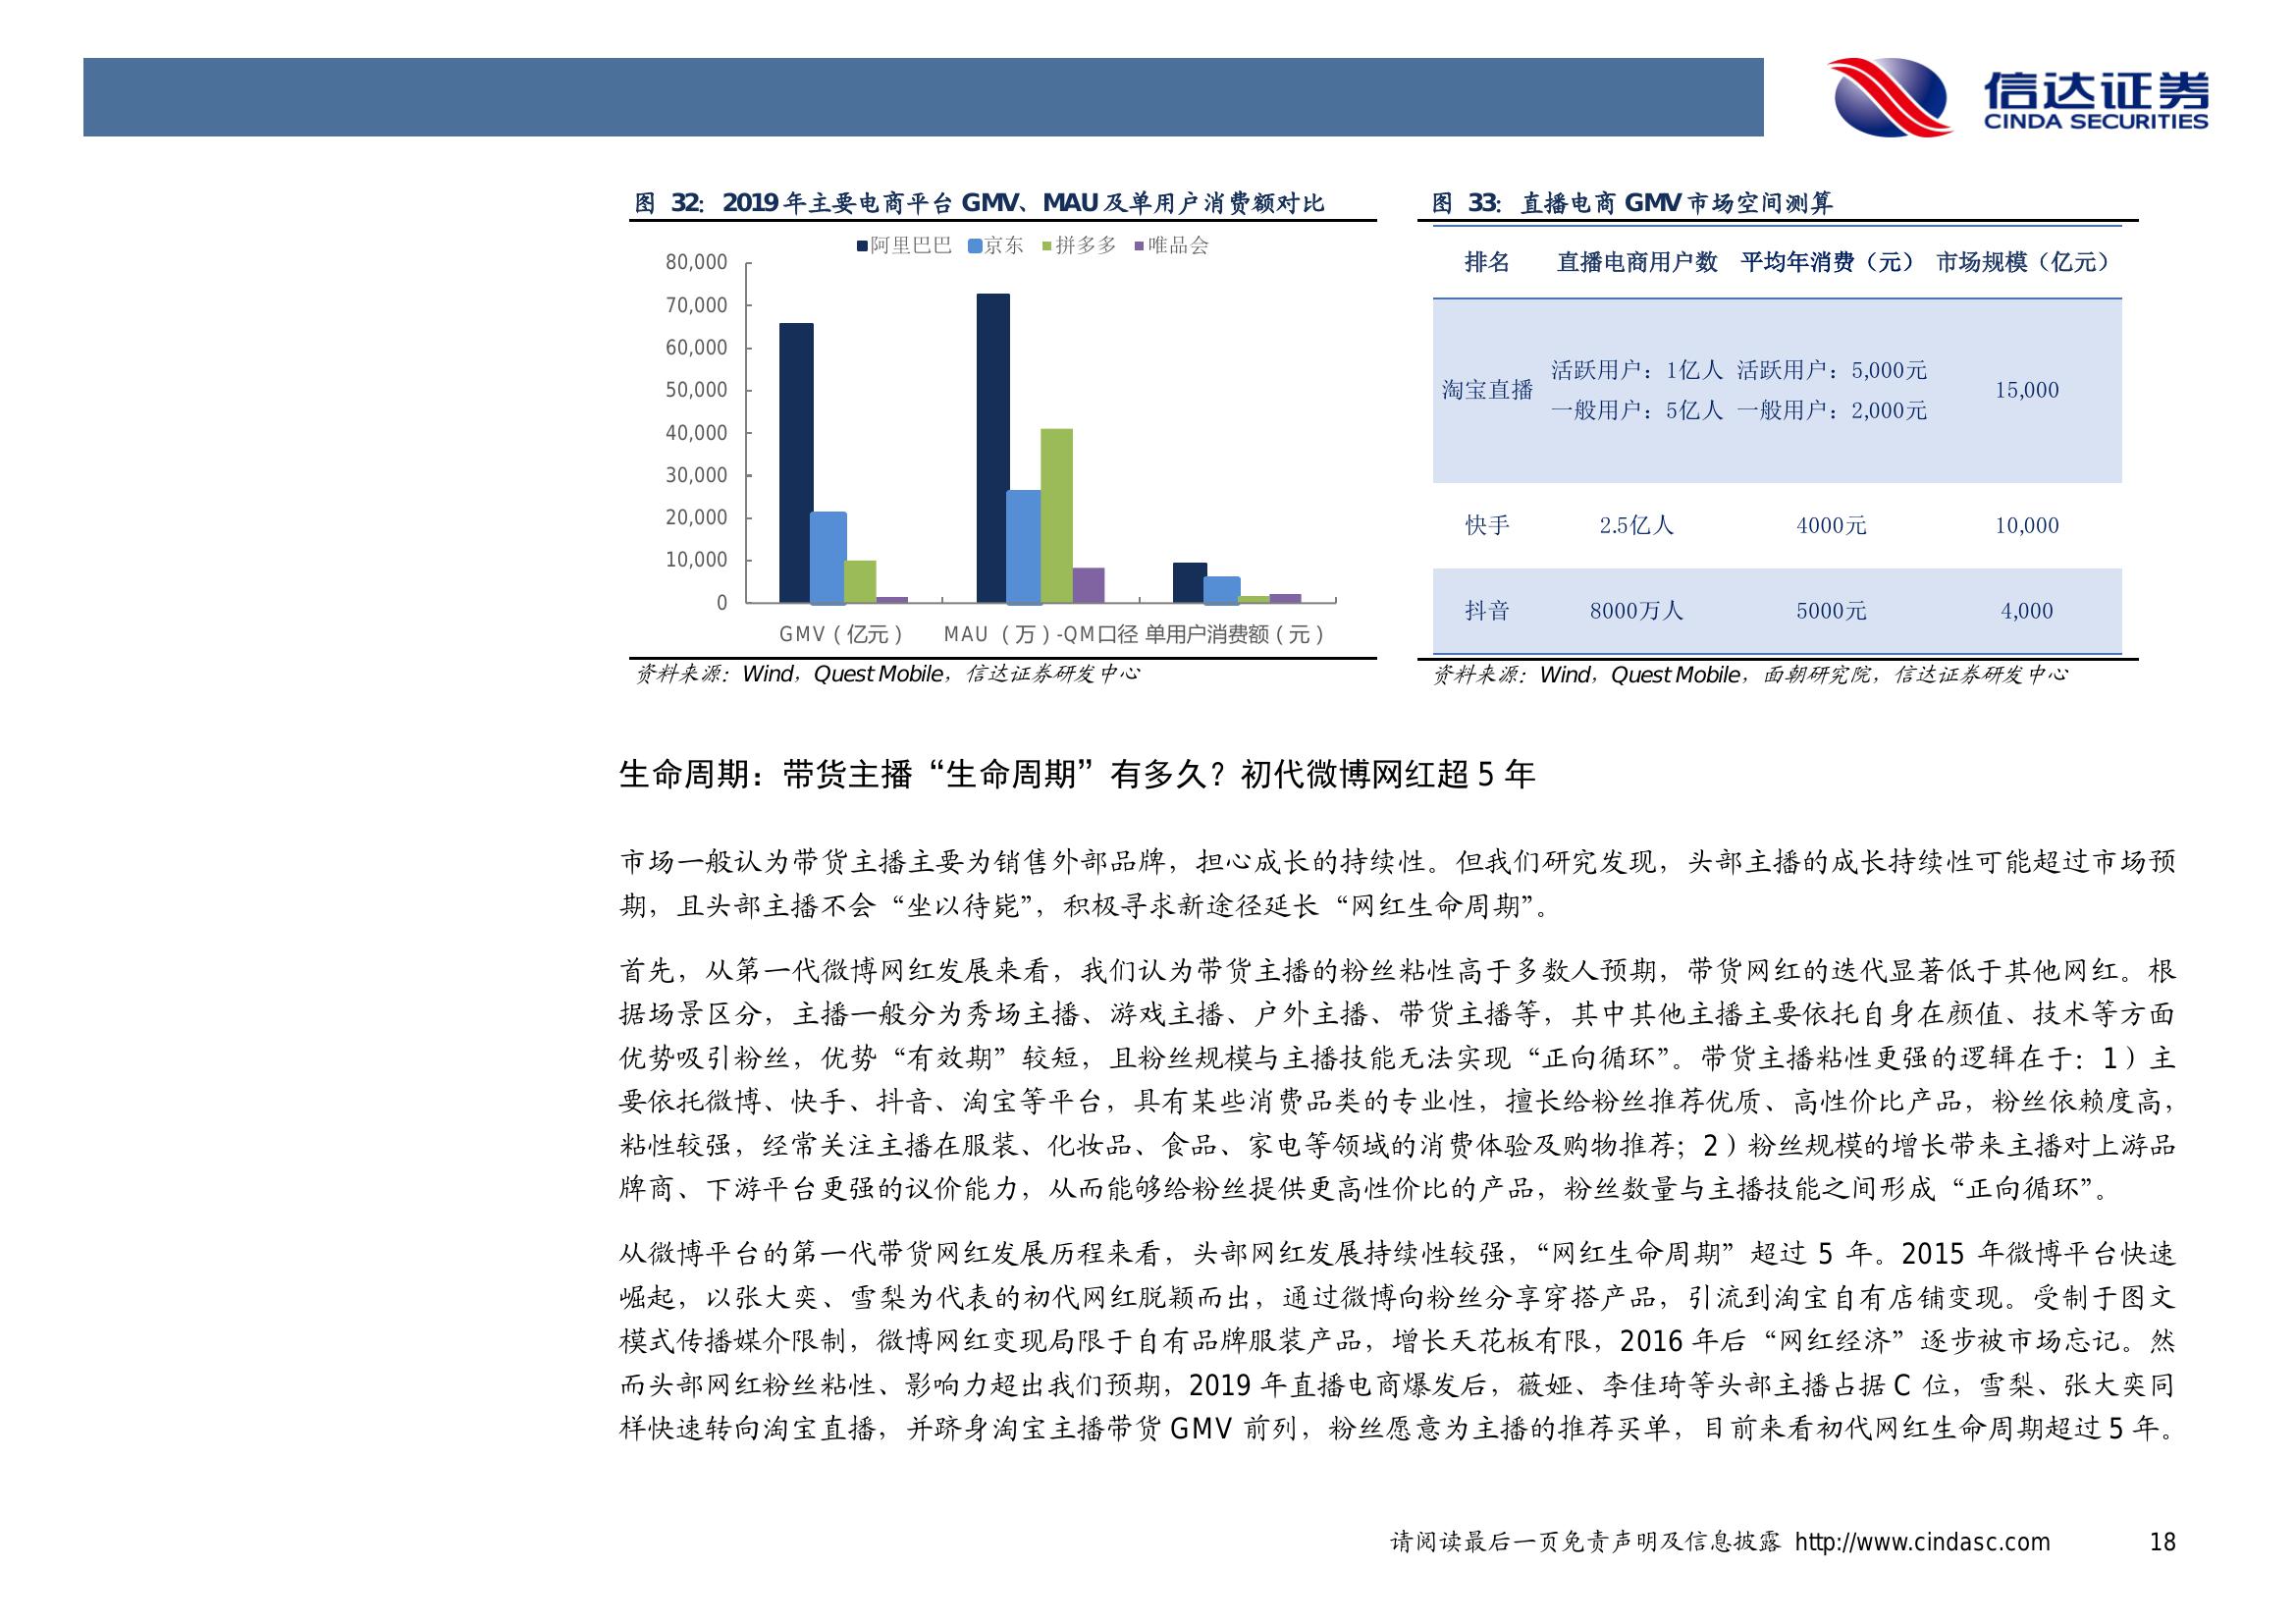 信达证券
CINDA SECURITIES
图 32：2019 年主要电商平台 GMV、MAU 及单用户消费额对比
阿里巴巴 京东 拼多多 唯品会
80,000
70,000
60,000
50,000
40,000
30,000
20,000
10,000
0
GMV（亿元） MAU（万）-QM口径 单用户消费额（元）
资料来源：Wind，Quest Mobile，信达证券研发中心
图 33：直播电商 GMV 市场空间测算
排名 直播电商用户数 平均年消费（元） 市场规模（亿元）
活跃用户：1亿人 活跃用户：5,000元
淘宝直播 15,000
一般用户：5亿人 一般用户：2,000元
快手 2.5亿人 4000元 10,000
抖音 8000万人 5000元 4,000
资料来源：Wind，Quest Mobile，面朝研究院，信达证券研发中心
生命周期：带货主播“生命周期”有多久？初代微博网红超 5 年
市场一般认为带货主播主要为销售外部品牌，担心成长的持续性。但我们研究发现，头部主播的成长持续性可能超过市场预
期，且头部主播不会“坐以待毙”，积极寻求新途径延长“网红生命周期”。
首先，从第一代微博网红发展来看，我们认为带货主播的粉丝粘性高于多数人预期，带货网红的迭代显著低于其他网红。根
据场景区分，主播一般分为秀场主播、游戏主播、户外主播、带货主播等，其中其他主播主要依托自身在颜值、技术等方面
优势吸引粉丝，优势“有效期”较短，且粉丝规模与主播技能无法实现“正向循环”。带货主播粘性更强的逻辑在于：1）主
要依托微博、快手、抖音、淘宝等平台，具有某些消费品类的专业性，擅长给粉丝推荐优质、高性价比产品，粉丝依赖度高，
粘性较强，经常关注主播在服装、化妆品、食品、家电等领域的消费体验及购物推荐；2）粉丝规模的增长带来主播对上游品
牌商、下游平台更强的议价能力，从而能够给粉丝提供更高性价比的产品，粉丝数量与主播技能之间形成“正向循环”。
从微博平台的第一代带货网红发展历程来看，头部网红发展持续性较强，“网红生命周期”超过 5 年。2015 年微博平台快速
崛起，以张大奕、雪梨为代表的初代网红脱颖而出，通过微博向粉丝分享穿搭产品，引流到淘宝自有店铺变现。受制于图文
模式传播媒介限制，微博网红变现局限于自有品牌服装产品，增长天花板有限，2016 年后“网红经济”逐步被市场忘记。然
而头部网红粉丝粘性、影响力超出我们预期，2019 年直播电商爆发后，薇娅、李佳琦等头部主播占据 C 位，雪梨、张大奕同
样快速转向淘宝直播，并跻身淘宝主播带货 GMV 前列，粉丝愿意为主播的推荐买单，目前来看初代网红生命周期超过 5 年。
请阅读最后一页免责声明及信息披露 http://www.cindasc.com 18